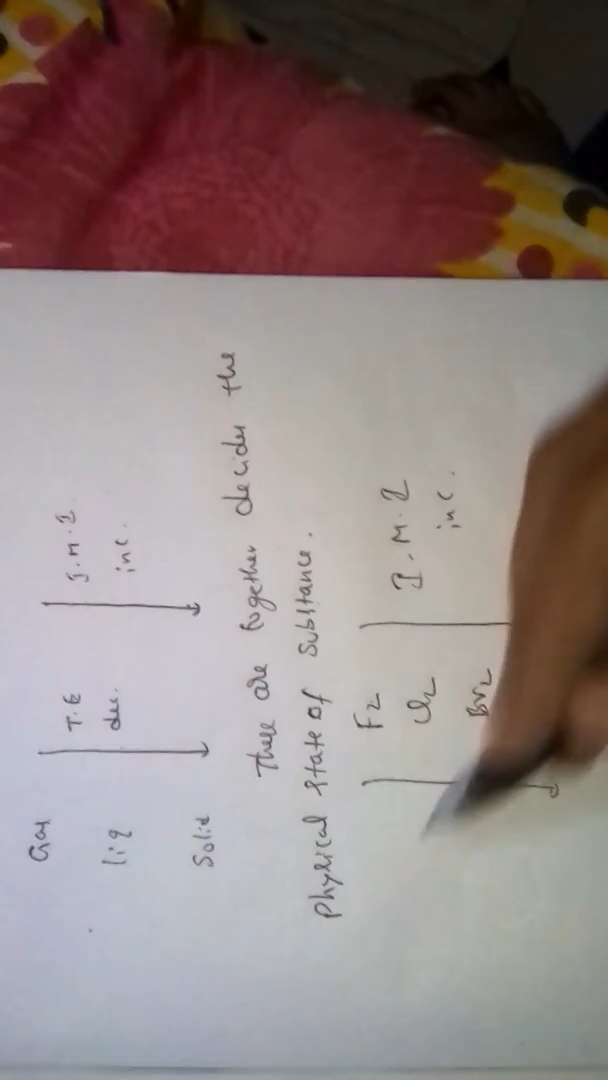 Gas
T.E
I.M.I.
liq
dec.
inc.
Solid
These are together decides the
Physical state of substance.
F2
Cl2
I.M.I
Br2
inc.